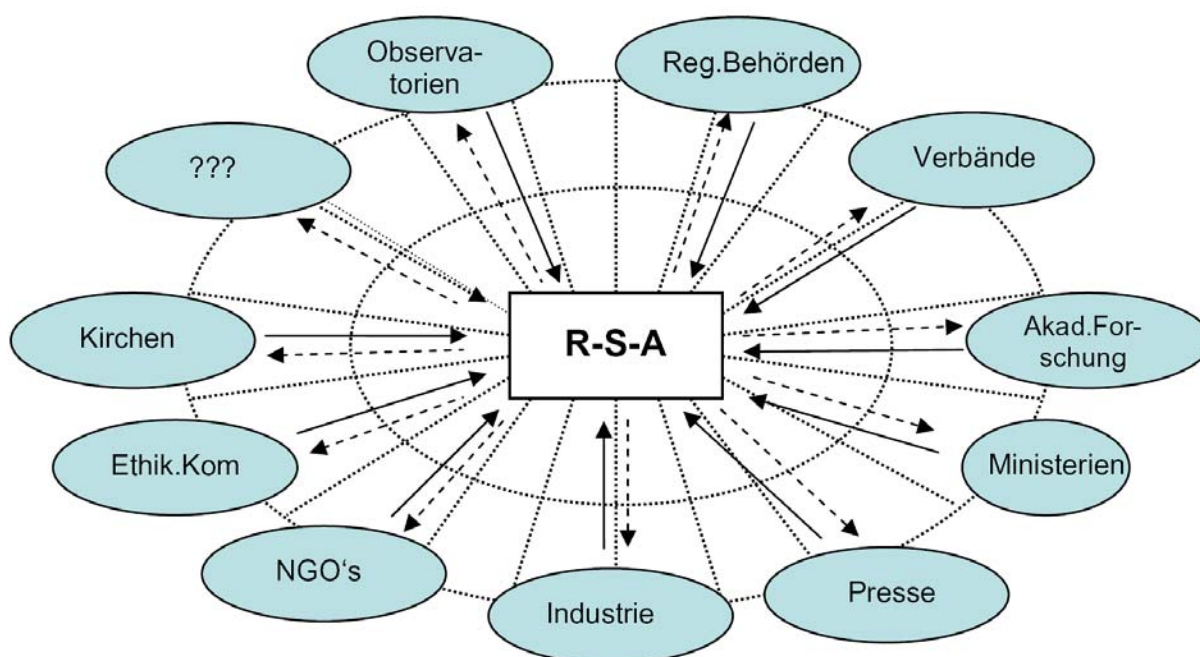 Observa-
torien
Reg.Behörden
???
Verbände
Kirchen
R-S-A
Akad.For-
schung
Ethik.Kom
Ministerien
NGO‘s
Industrie
Presse